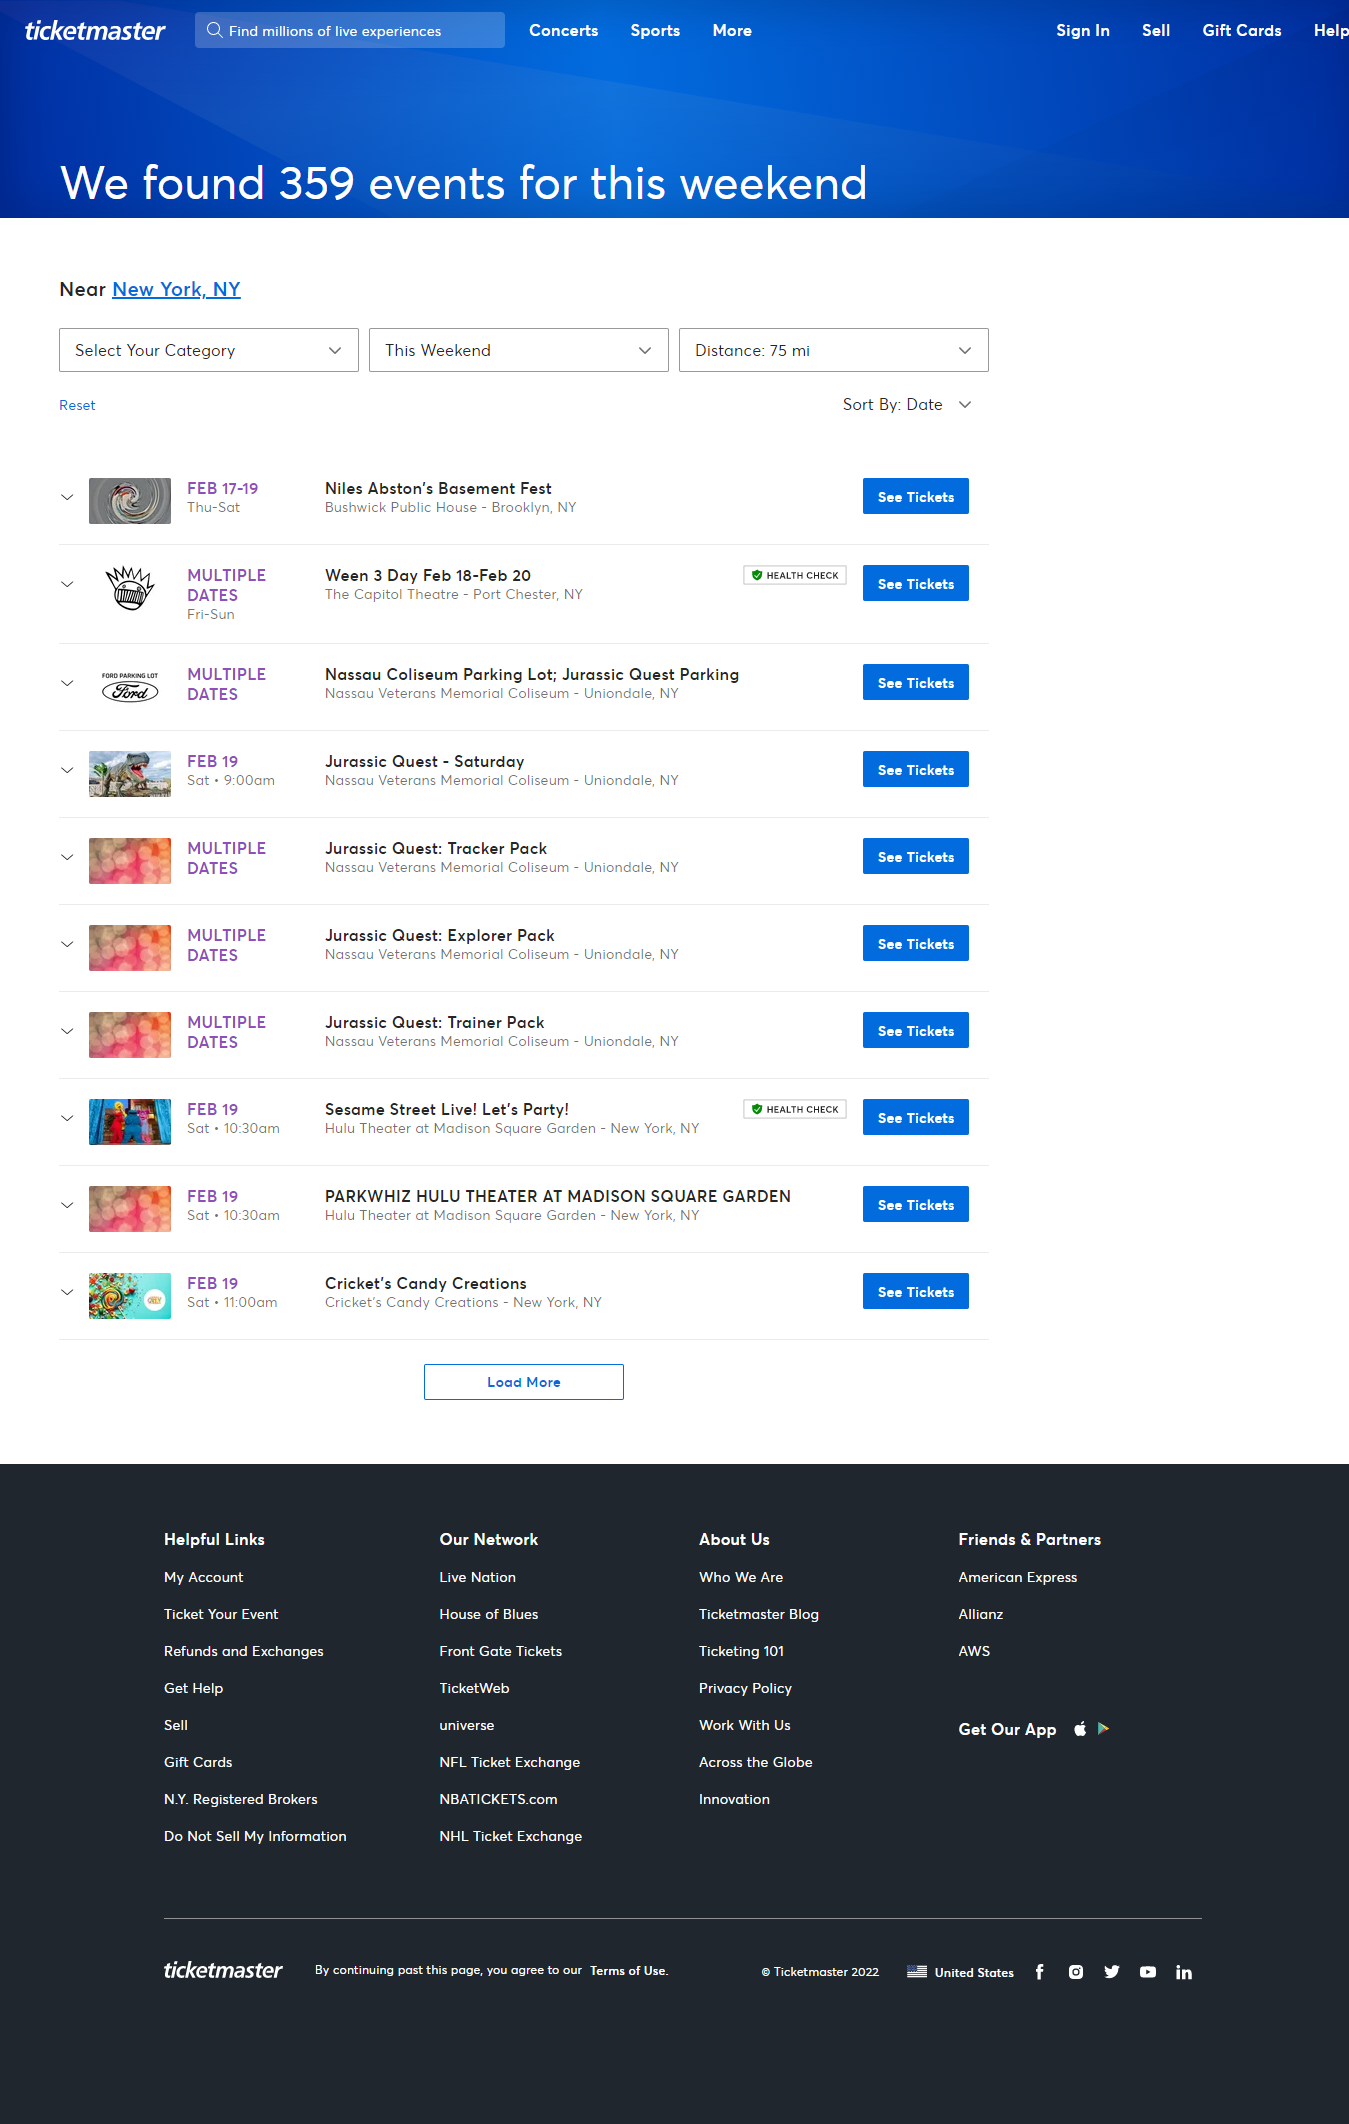 ticketmaster
Find millions of live experiences
Concerts
Sports
More
Sign In
Sell
Gift Cards
Help
We found 359 events for this weekend
Near New York, NY
Select Your Category
This Weekend
Distance: 75 mi
Reset
Sort By: Date
FEB 17-19
Thu-Sat
Niles Abston's Basement Fest
Bushwick Public House - Brooklyn, NY
See Tickets
MULTIPLE
DATES
Fri-Sun
Ween 3 Day Feb 18-Feb 20
The Capitol Theatre - Port Chester, NY
HEALTH CHECK
See Tickets
FORD PARKING LOT
Ford
MULTIPLE
DATES
Nassau Coliseum Parking Lot; Jurassic Quest Parking
Nassau Veterans Memorial Coliseum - Uniondale, NY
See Tickets
FEB 19
Sat • 9:00am
Jurassic Quest - Saturday
Nassau Veterans Memorial Coliseum - Uniondale, NY
See Tickets
MULTIPLE
DATES
Jurassic Quest: Tracker Pack
Nassau Veterans Memorial Coliseum - Uniondale, NY
See Tickets
MULTIPLE
DATES
Jurassic Quest: Explorer Pack
Nassau Veterans Memorial Coliseum - Uniondale, NY
See Tickets
MULTIPLE
DATES
Jurassic Quest: Trainer Pack
Nassau Veterans Memorial Coliseum - Uniondale, NY
See Tickets
FEB 19
Sat • 10:30am
Sesame Street Live! Let's Party!
Hulu Theater at Madison Square Garden - New York, NY
HEALTH CHECK
See Tickets
FEB 19
Sat • 10:30am
PARKWHIZ HULU THEATER AT MADISON SQUARE GARDEN
Hulu Theater at Madison Square Garden - New York, NY
See Tickets
FEB 19
Sat • 11:00am
Cricket's Candy Creations
Cricket's Candy Creations - New York, NY
See Tickets
Load More
Helpful Links
My Account
Ticket Your Event
Refunds and Exchanges
Get Help
Sell
Gift Cards
N.Y. Registered Brokers
Do Not Sell My Information
Our Network
Live Nation
House of Blues
Front Gate Tickets
TicketWeb
universe
NFL Ticket Exchange
NBATICKETS.com
NHL Ticket Exchange
About Us
Who We Are
Ticketmaster Blog
Ticketing 101
Privacy Policy
Work With Us
Across the Globe
Innovation
Friends & Partners
American Express
Allianz
AWS
Get Our App
ticketmaster
By continuing past this page, you agree to our Terms of Use.
© Ticketmaster 2022
United States